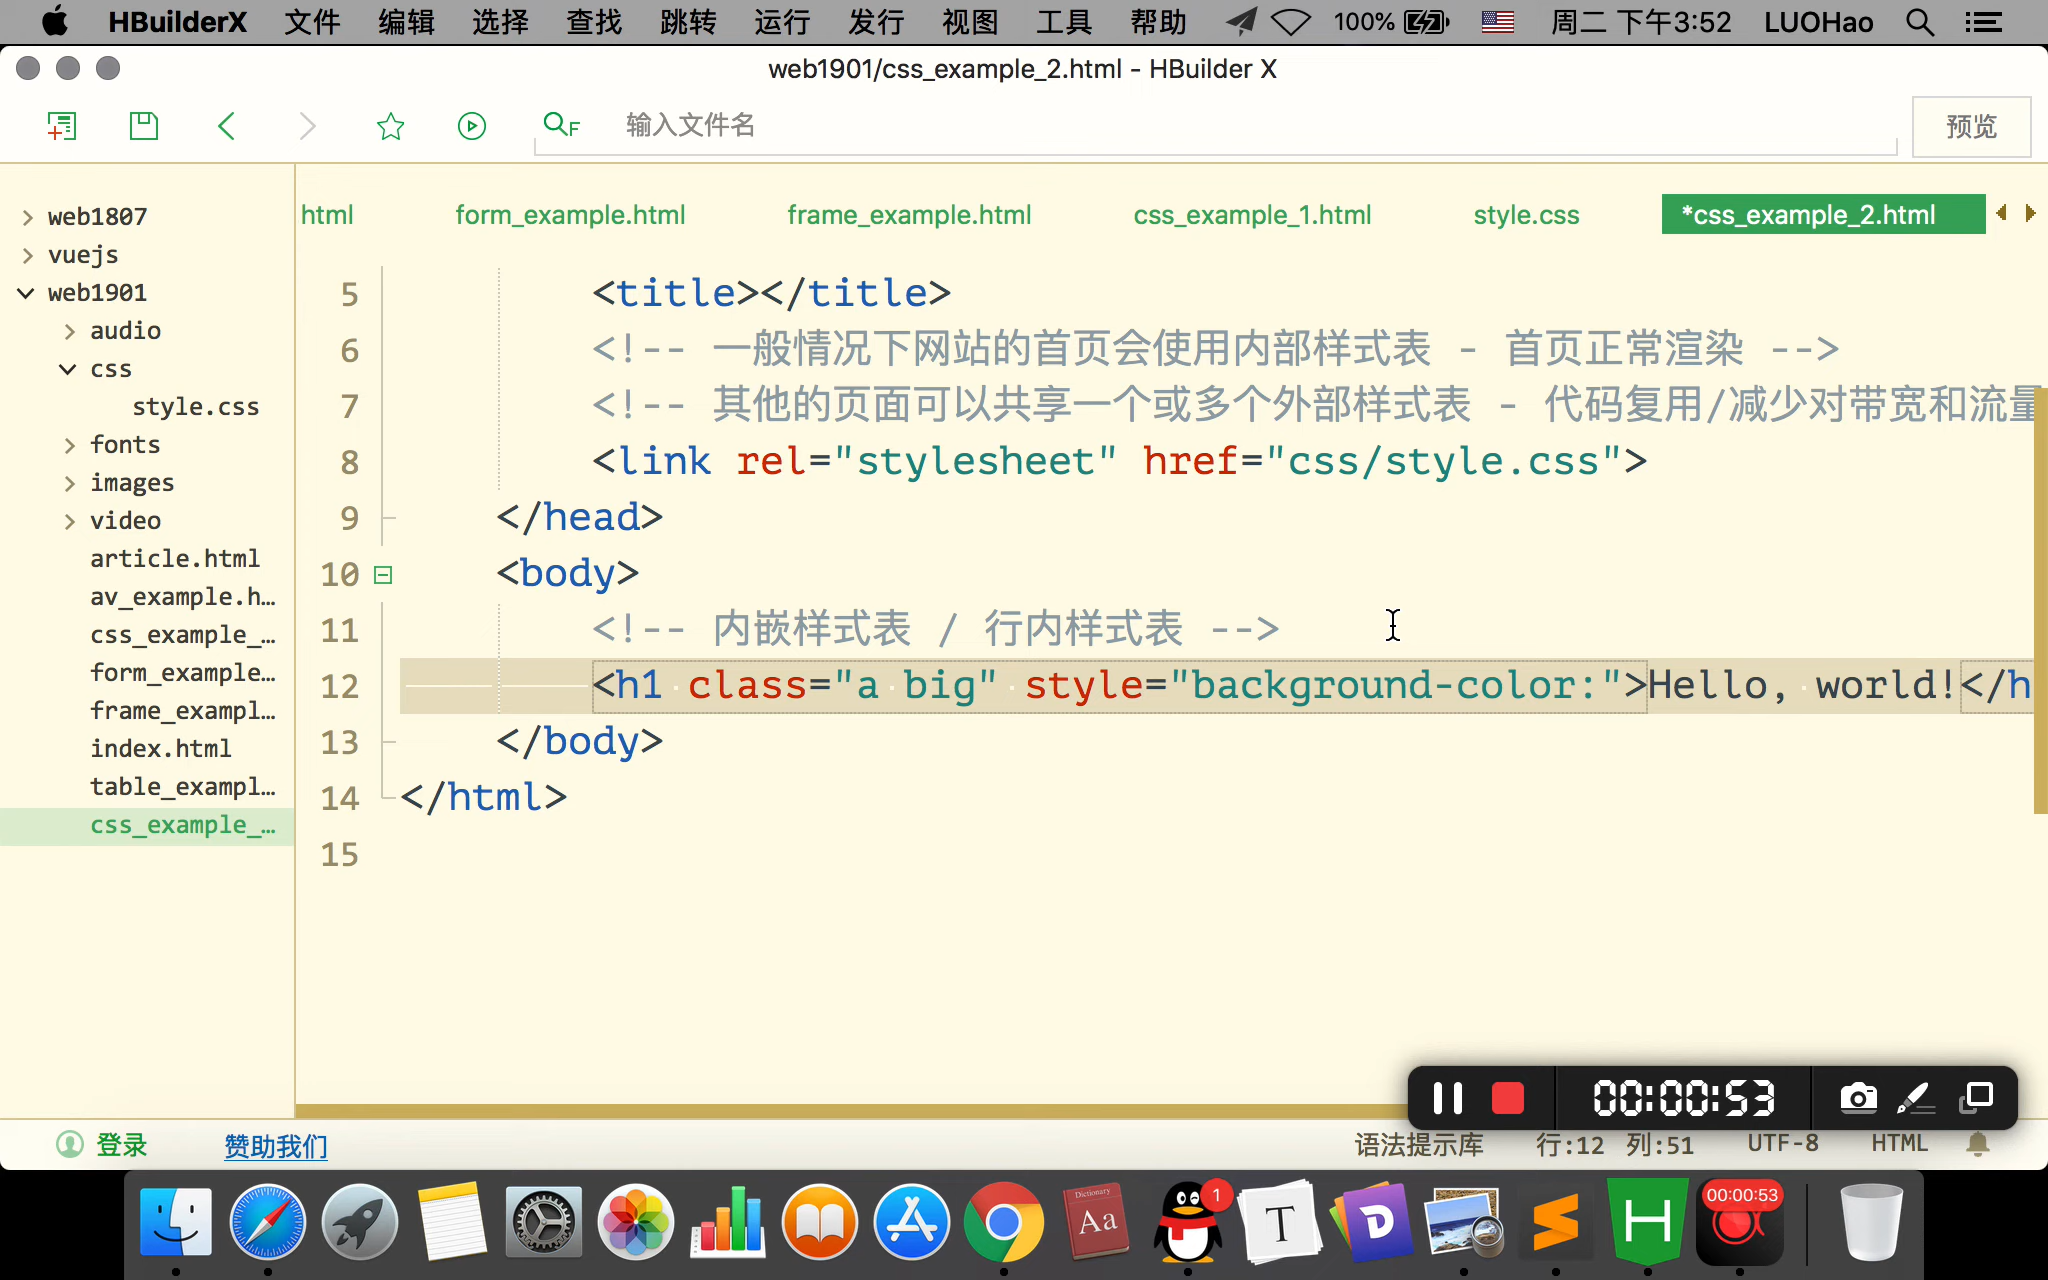 HBuilderX 文件 编辑 选择 查找 跳转 运行 发行 视图 工具 帮助 100% 周二 下午3:52 LUOHao
web1901/css_example_2.html - HBuilder X
输入文件名 预览
html form_example.html frame_example.html css_example_1.html style.css *css_example_2.html
web1807
vuejs
web1901
audio
css
style.css
fonts
images
video
article.html
av_example.h…
css_example_…
form_example…
frame_exampl…
index.html
table_exampl…
css_example_…
5 <title></title>
6 <!-- 一般情况下网站的首页会使用内部样式表 - 首页正常渲染 -->
7 <!-- 其他的页面可以共享一个或多个外部样式表 - 代码复用/减少对带宽和流量
8 <link rel="stylesheet" href="css/style.css">
9 </head>
10 <body>
11 <!-- 内嵌样式表 / 行内样式表 -->
12 <h1 class="a big" style="background-color:">Hello, world!</h
13 </body>
14 </html>
15
00:00:53
登录 赞助我们 语法提示库 行:12 列:51 UTF-8 HTML
Dictionary
Aa
1
T
D
H
00:00:53